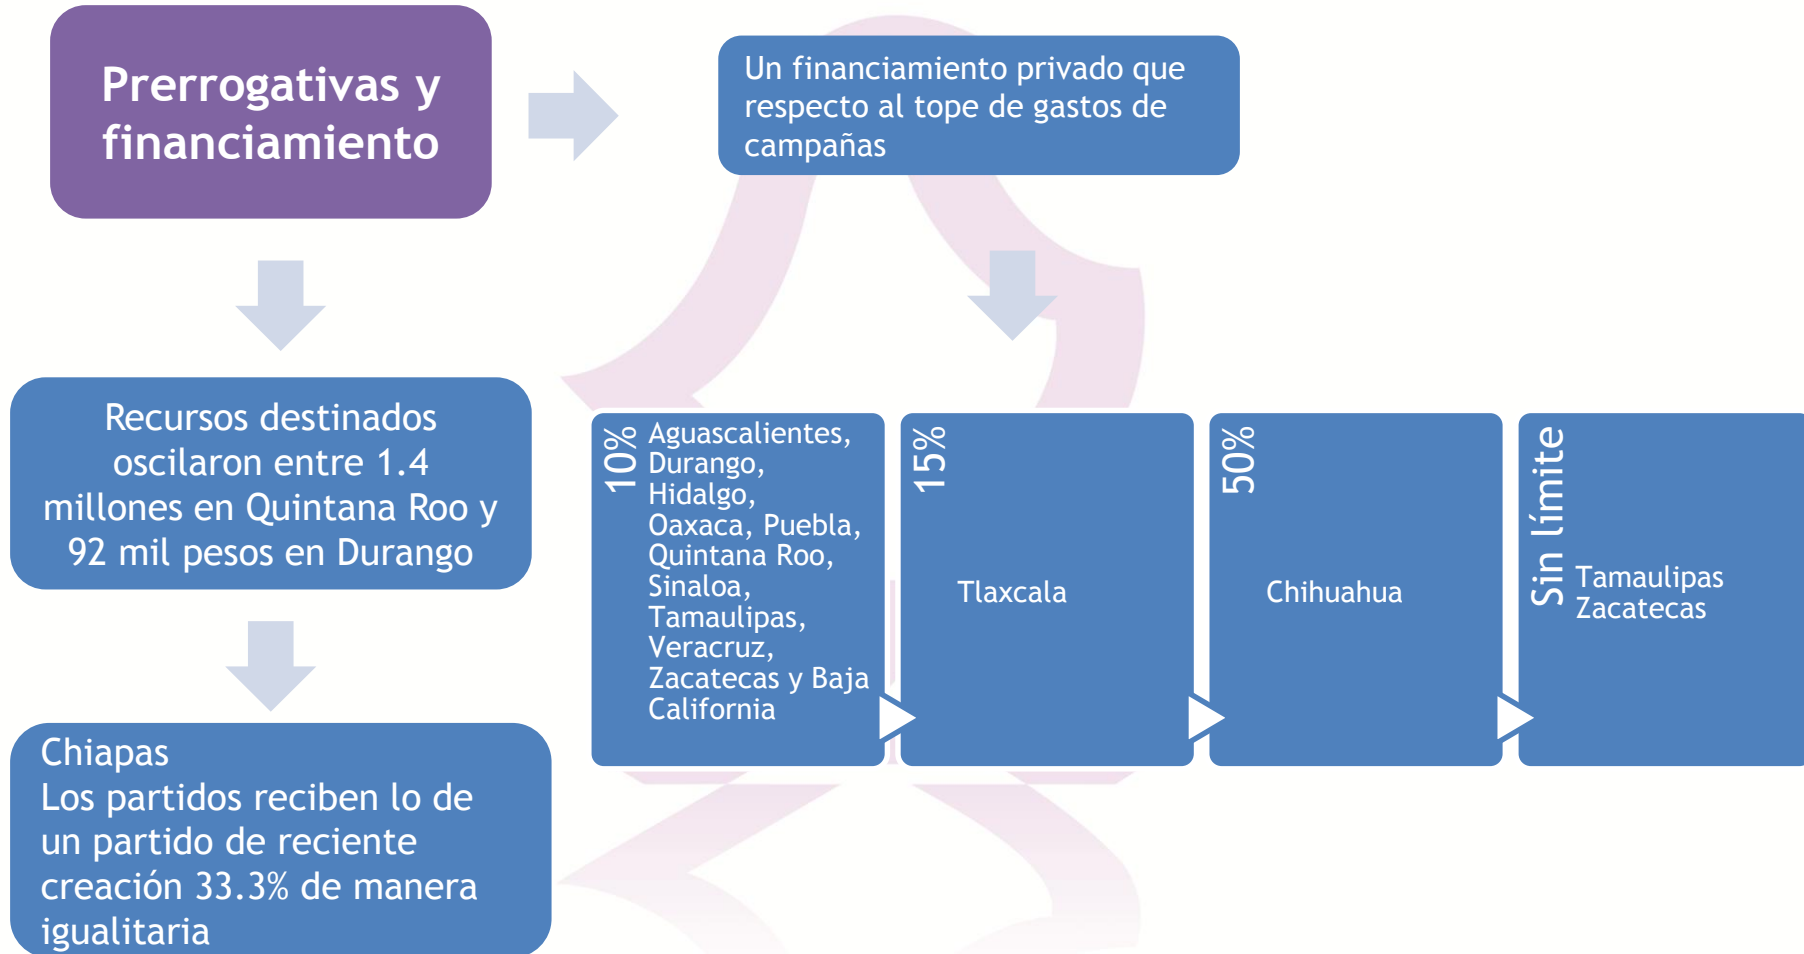 Prerrogativas y
financiamiento
Un financiamiento privado que
respecto al tope de gastos de
campañas
Recursos destinados
oscilaron entre 1.4
millones en Quintana Roo y
92 mil pesos en Durango
Chiapas
Los partidos reciben lo de
un partido de reciente
creación 33.3% de manera
igualitaria
10%
Aguascalientes,
Durango,
Hidalgo,
Oaxaca, Puebla,
Quintana Roo,
Sinaloa,
Tamaulipas,
Veracruz,
Zacatecas y Baja
California
15%
Tlaxcala
50%
Chihuahua
Sin límite
Tamaulipas
Zacatecas